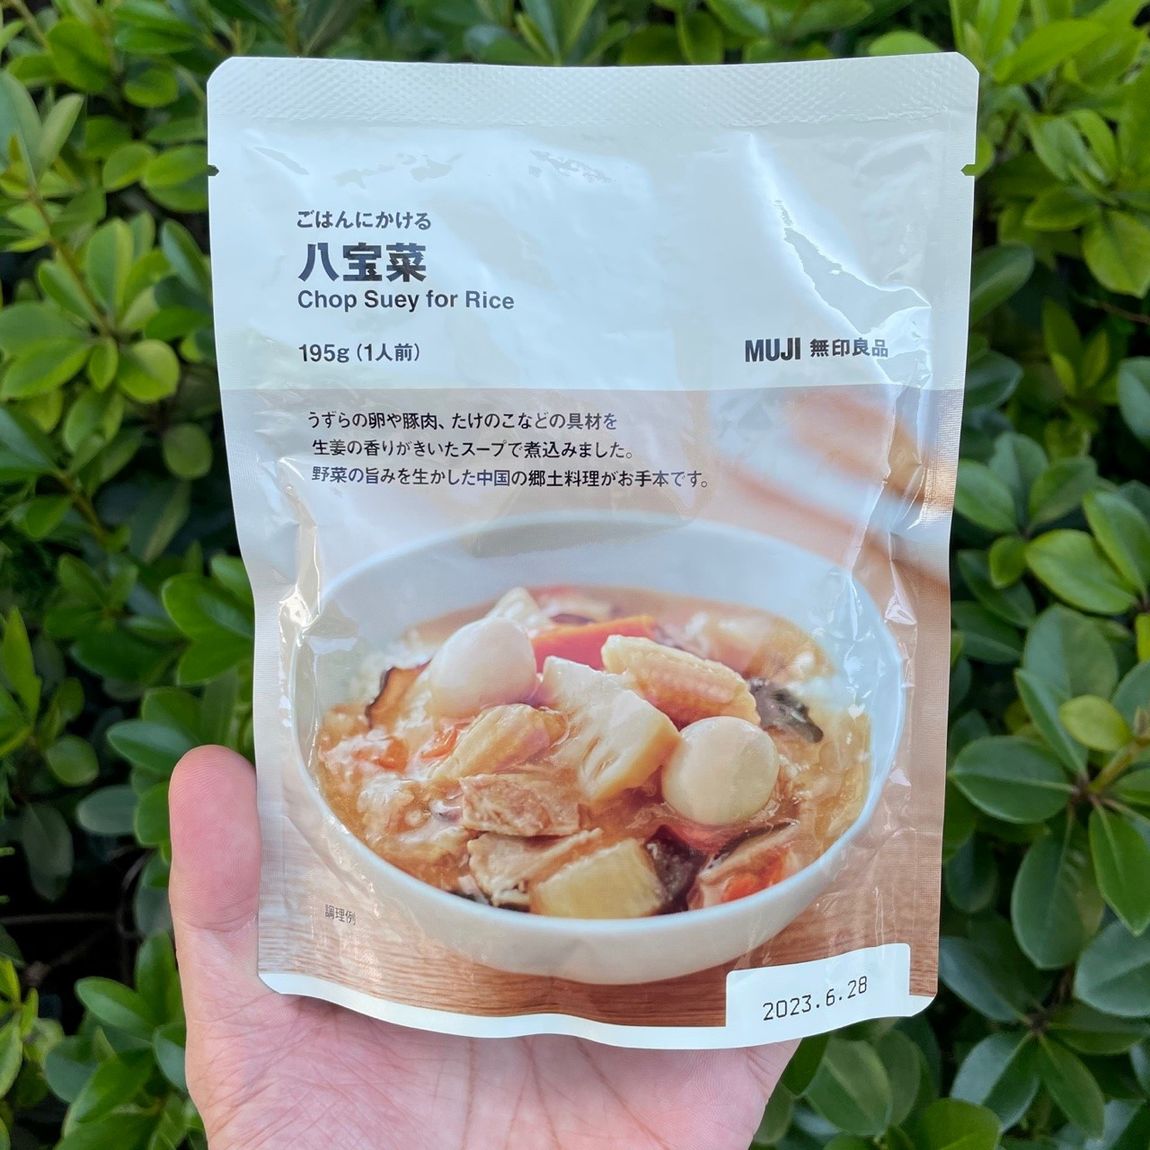 ごはんにかける
八宝菜
Chop Suey for Rice
195g（1人前）
MUJI 無印良品
うずらの卵や豚肉、たけのこなどの具材を
生姜の香りがきいたスープで煮込みました。
野菜の旨みを生かした中国の郷土料理がお手本です。
調理例
2023.6.28